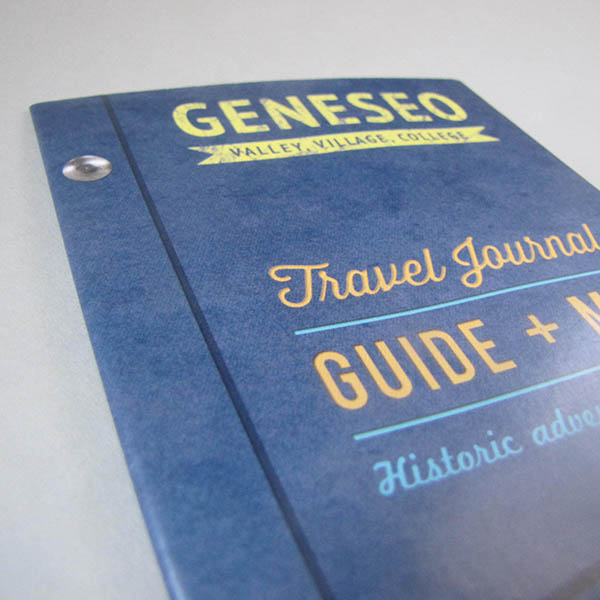 GENESEO
VALLEY, VILLAGE, COLLEGE
Travel Journal
GUIDE +
Historic